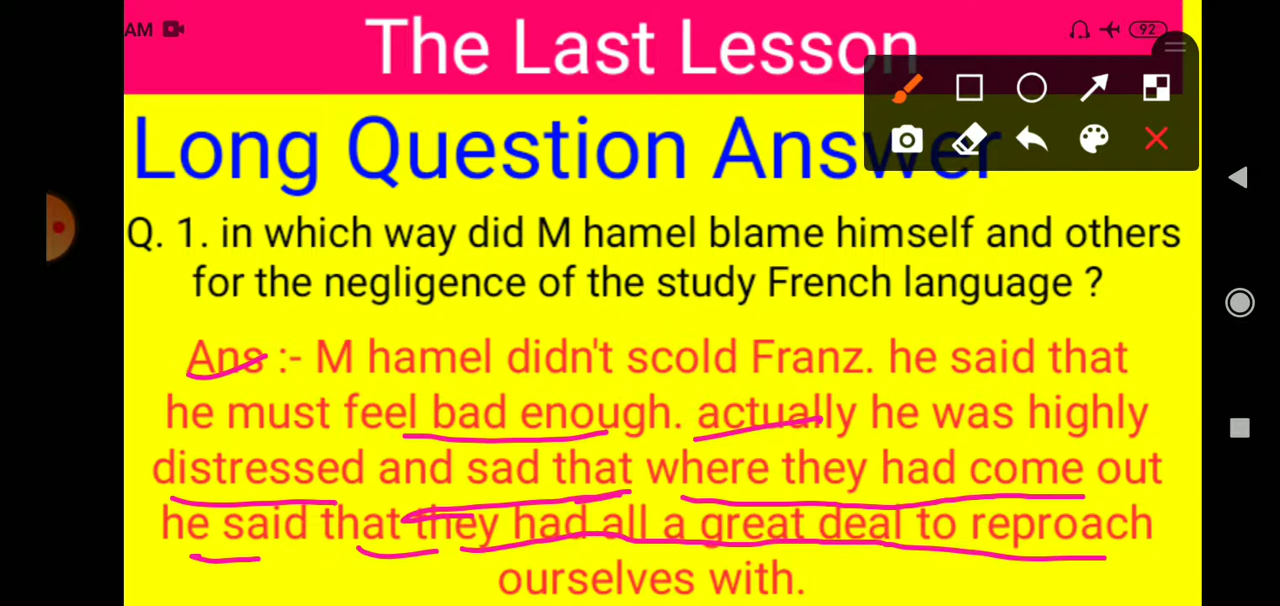 AM
92
The Last Lesson
Long Question Answer
Q. 1. in which way did M hamel blame himself and others
for the negligence of the study French language ?
Ans :- M hamel didn't scold Franz. he said that
he must feel bad enough. actually he was highly
distressed and sad that where they had come out
he said that they had all a great deal to reproach
ourselves with.